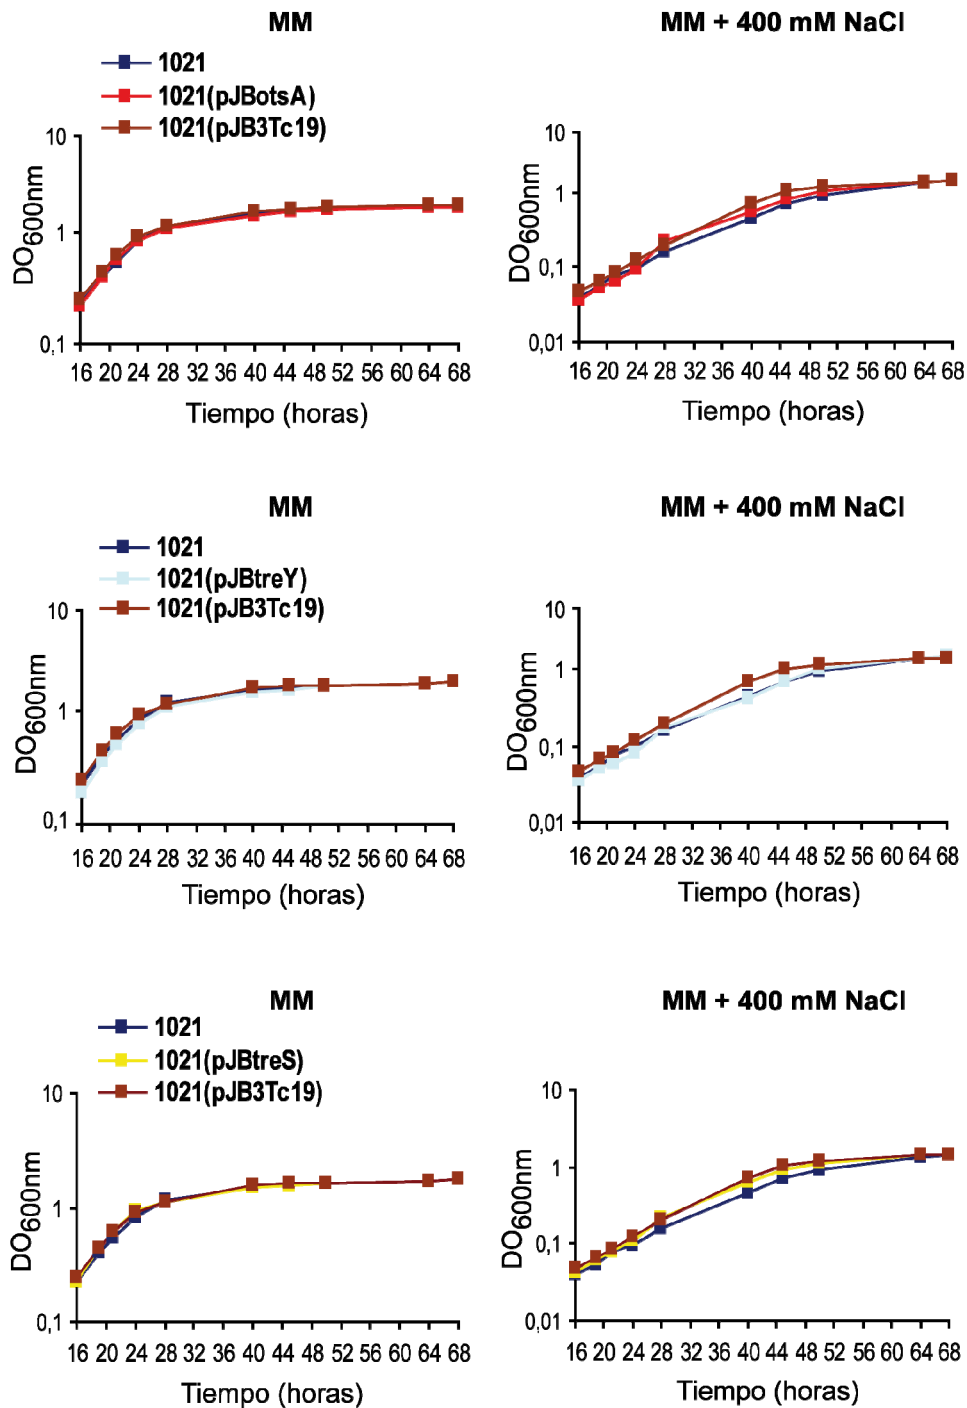 MM
1021
1021(pJBotsA)
1021(pJB3Tc19)
10
1
0,1
DO600nm
16 20 24 28 32 36 40 44 48 52 56 60 64 68
Tiempo (horas)
MM + 400 mM NaCl
10
1
0,1
0,01
DO600nm
16 20 24 28 32 36 40 44 48 52 56 60 64 68
Tiempo (horas)
MM
1021
1021(pJBtreY)
1021(pJB3Tc19)
10
1
0,1
DO600nm
16 20 24 28 32 36 40 44 48 52 56 60 64 68
Tiempo (horas)
MM + 400 mM NaCl
10
1
0,1
0,01
DO600nm
16 20 24 28 32 36 40 44 48 52 56 60 64 68
Tiempo (horas)
MM
1021
1021(pJBtreS)
1021(pJB3Tc19)
10
1
0,1
DO600nm
16 20 24 28 32 36 40 44 48 52 56 60 64 68
Tiempo (horas)
MM + 400 mM NaCl
10
1
0,1
0,01
DO600nm
16 20 24 28 32 36 40 44 48 52 56 60 64 68
Tiempo (horas)